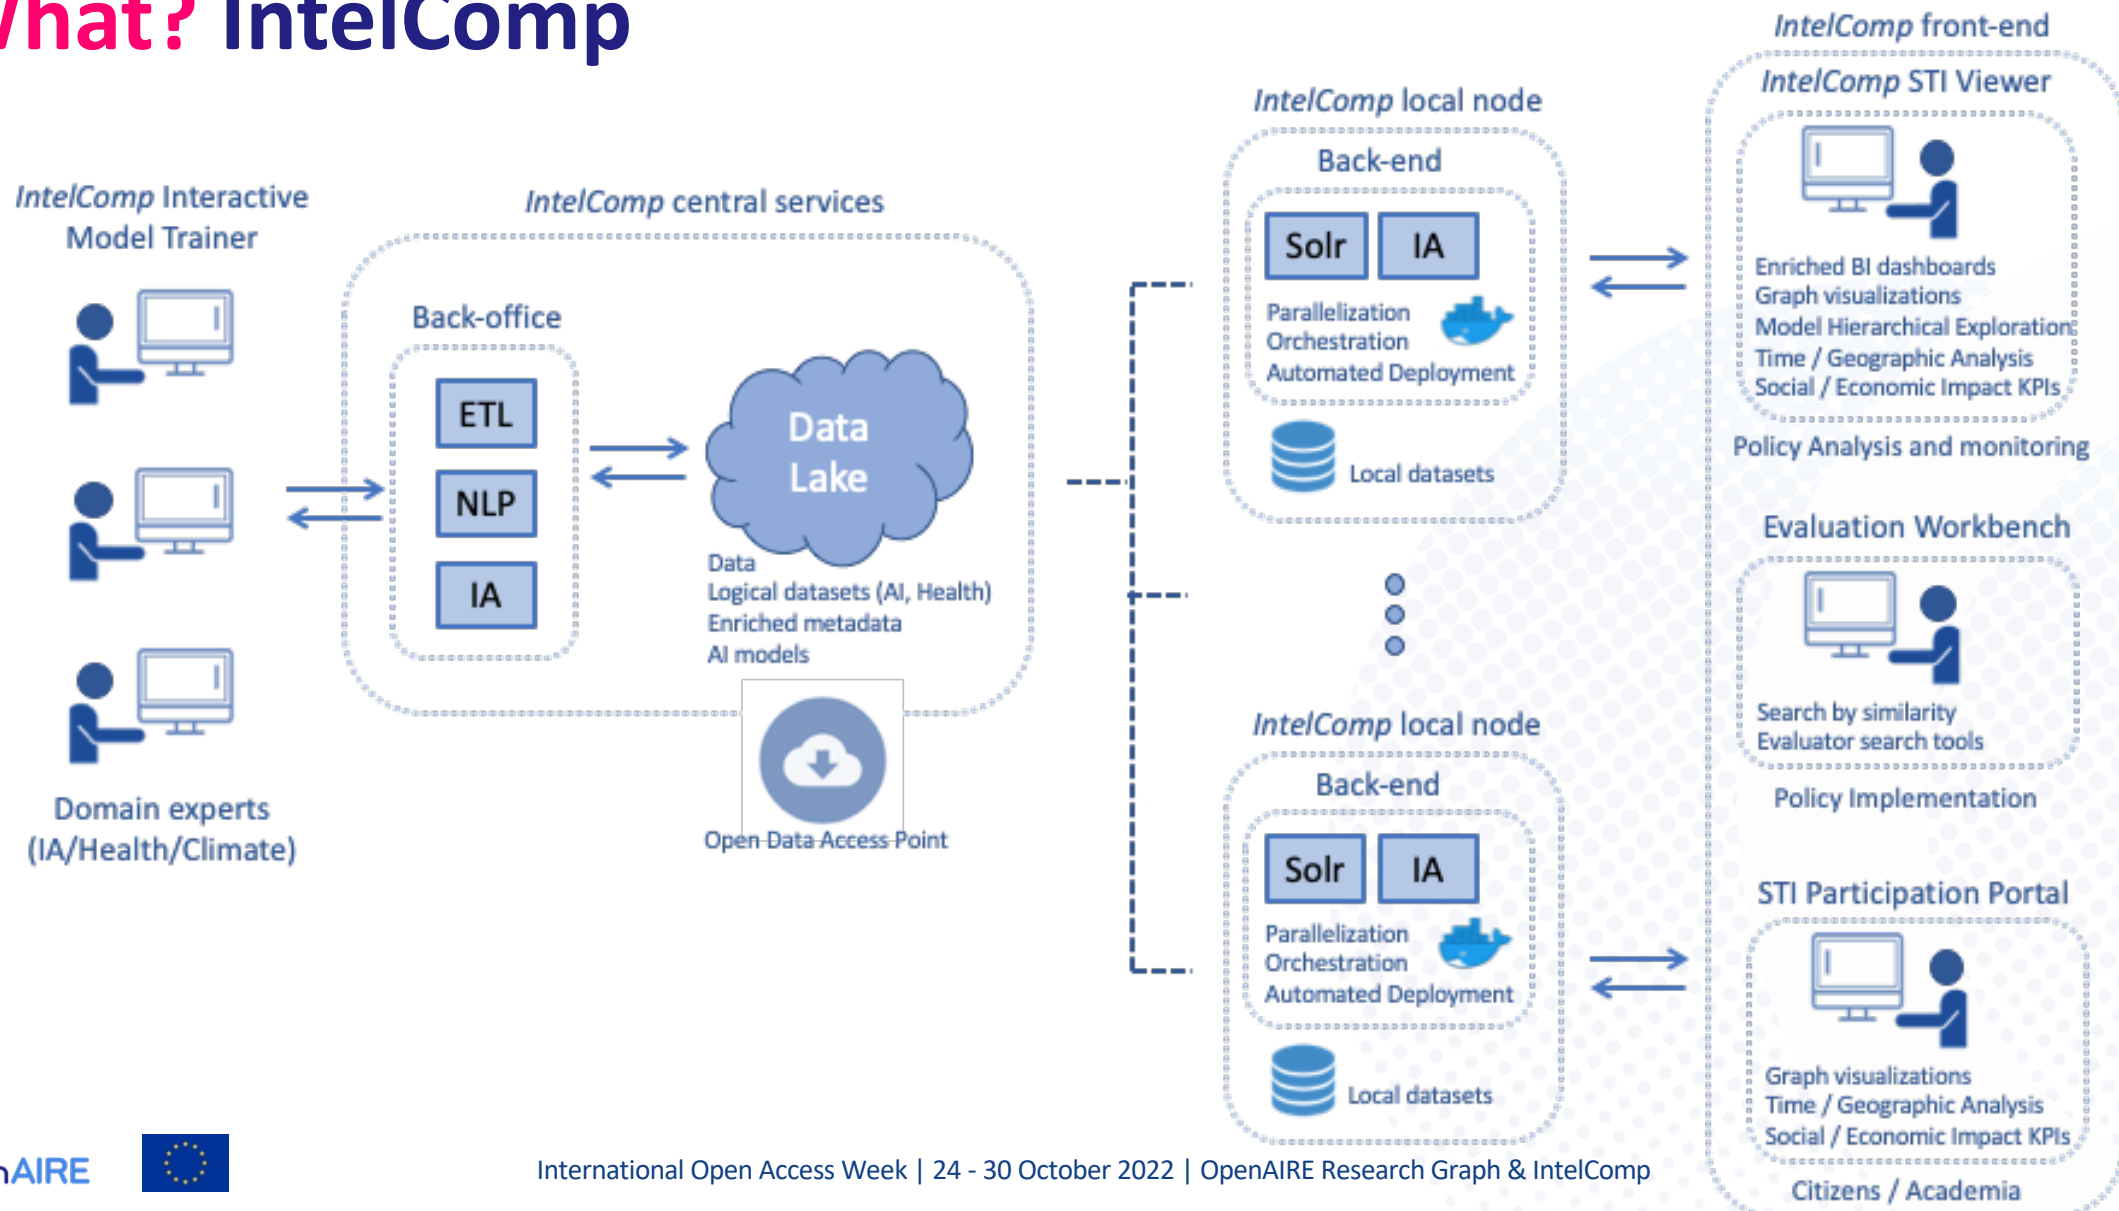 What? IntelComp
IntelComp Interactive
Model Trainer
Domain experts
(IA/Health/Climate)
IntelComp central services
Back-office
ETL
NLP
IA
Data
Lake
Data
Logical datasets (AI, Health)
Enriched metadata
AI models
Open Data Access Point
IntelComp local node
Back-end
Solr
IA
Parallelization
Orchestration
Automated Deployment
Local datasets
IntelComp local node
Back-end
Solr
IA
Parallelization
Orchestration
Automated Deployment
Local datasets
IntelComp front-end
IntelComp STI Viewer
Enriched BI dashboards
Graph visualizations
Model Hierarchical Exploration
Time / Geographic Analysis
Social / Economic Impact KPIs
Policy Analysis and monitoring
Evaluation Workbench
Search by similarity
Evaluator search tools
Policy Implementation
STI Participation Portal
Graph visualizations
Time / Geographic Analysis
Social / Economic Impact KPIs
Citizens / Academia
nAIRE
International Open Access Week | 24 - 30 October 2022 | OpenAIRE Research Graph & IntelComp